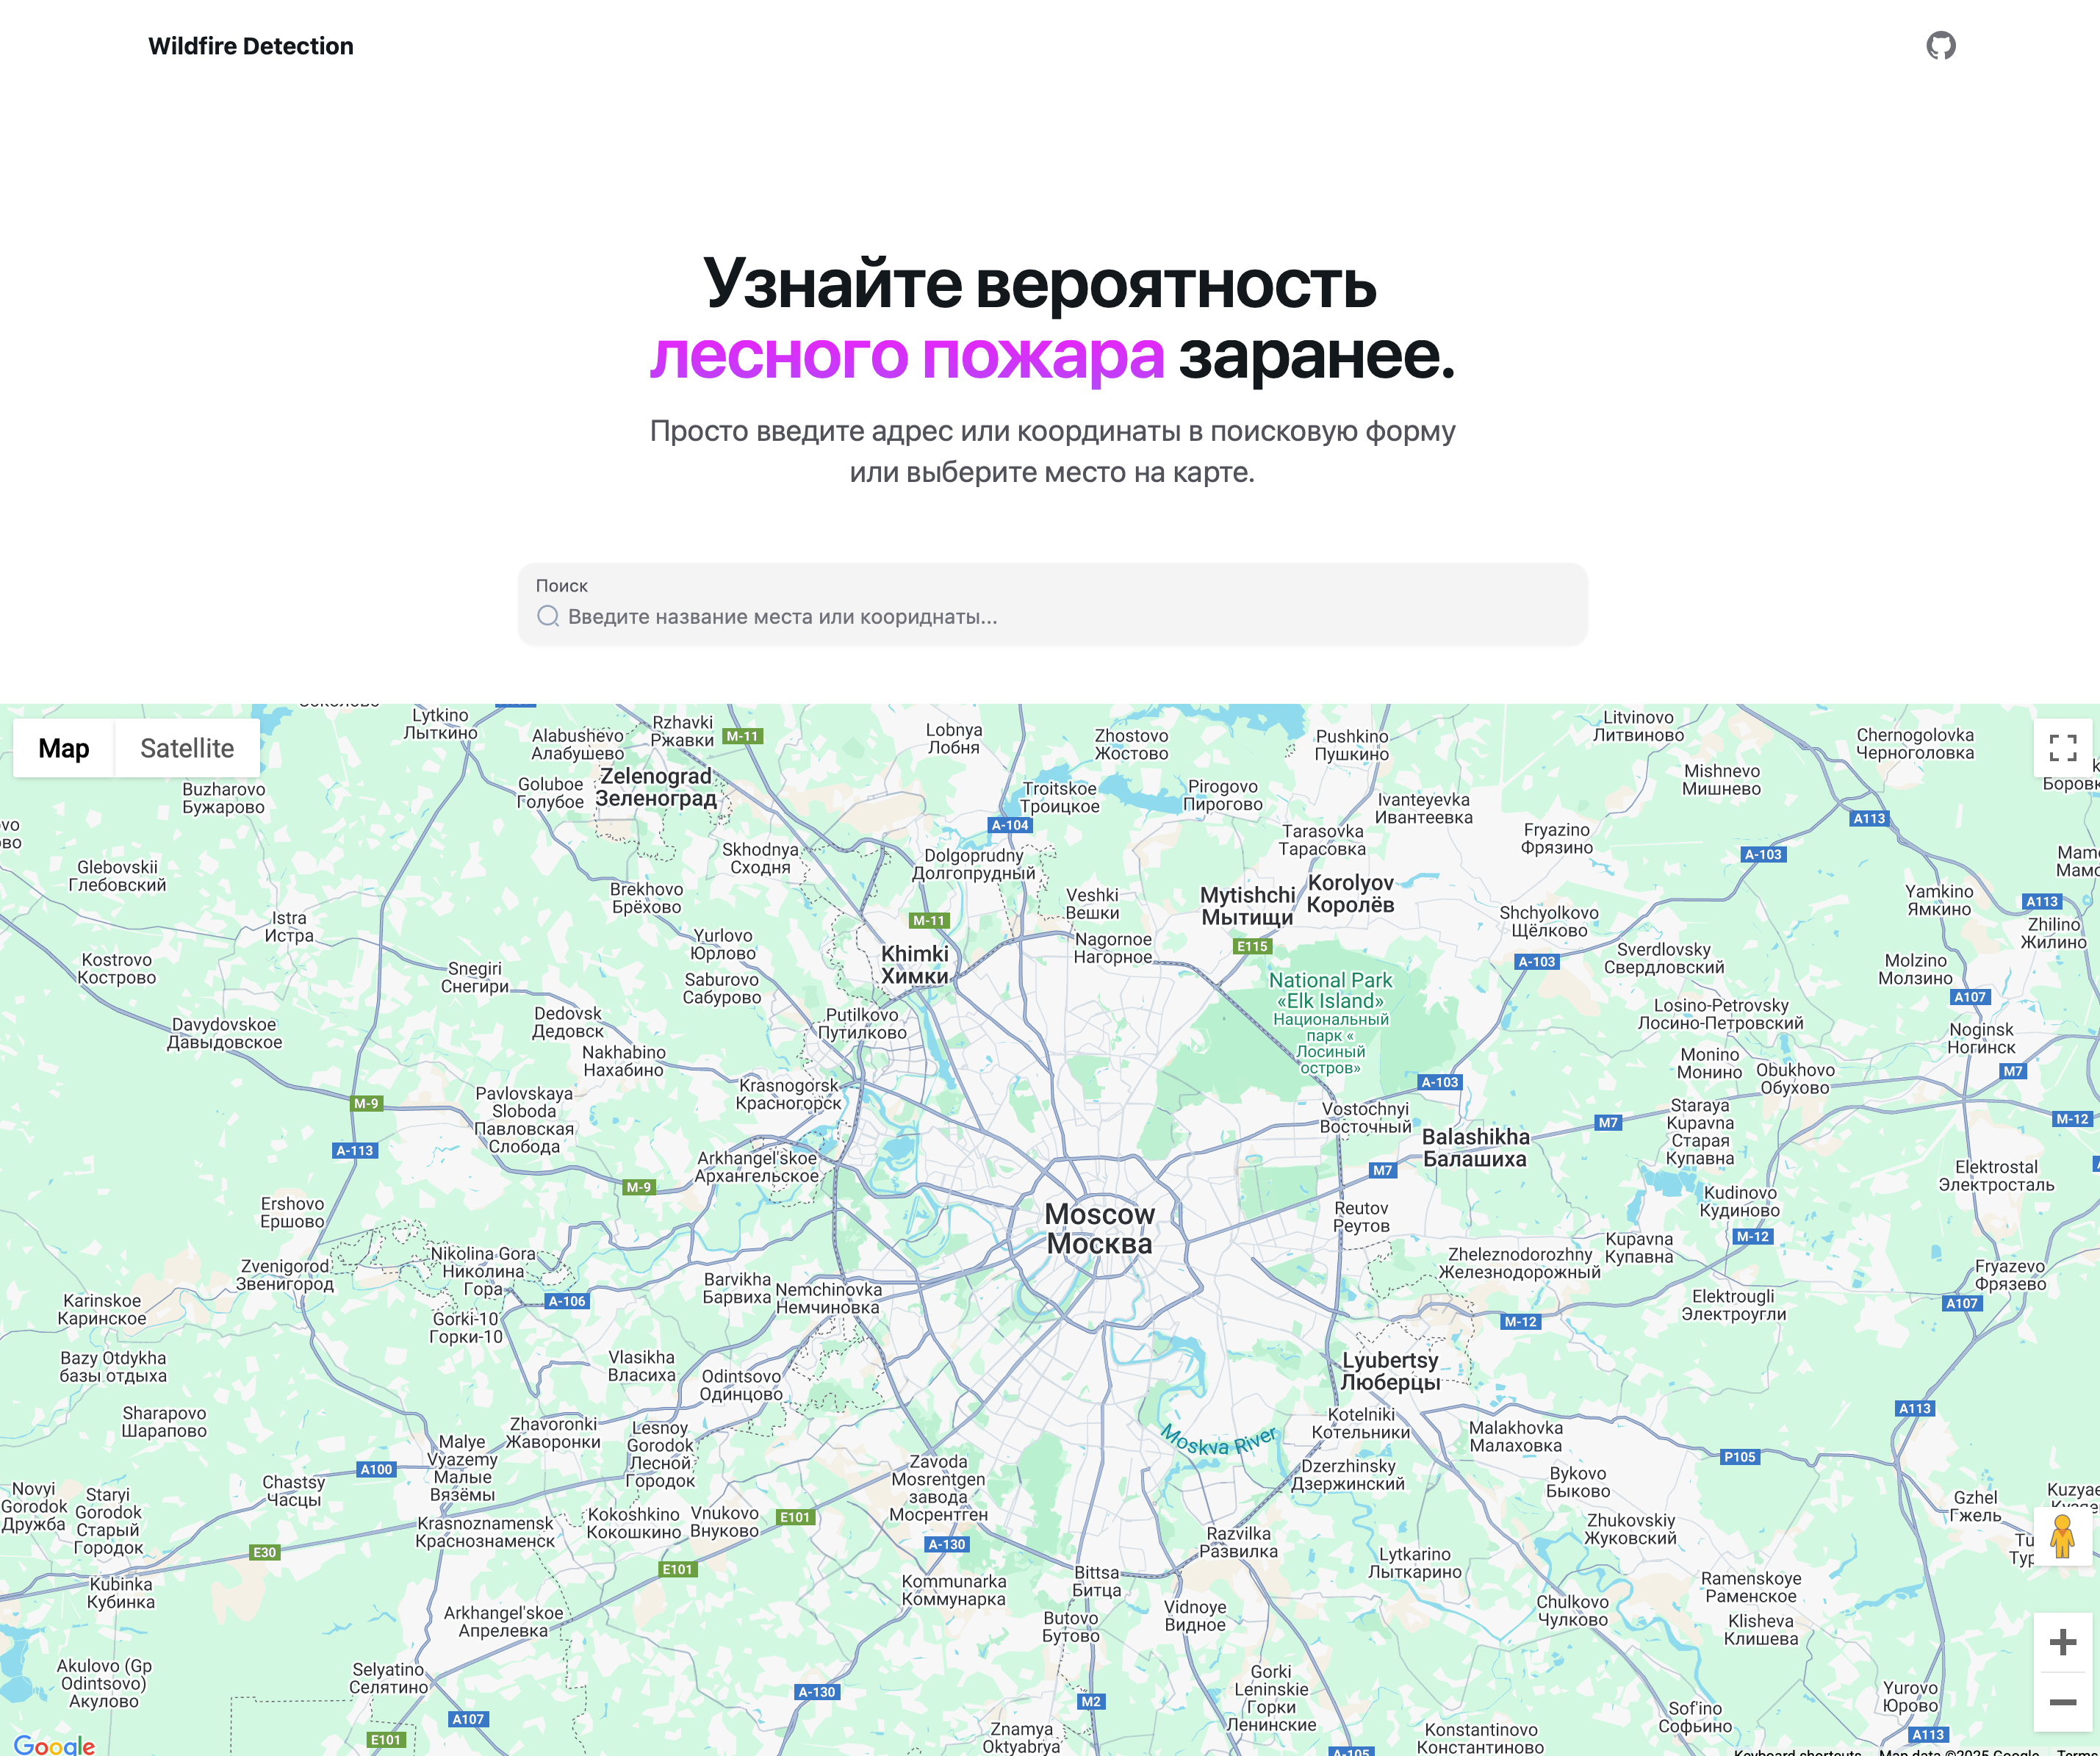 Wildfire Detection
Узнайте вероятность
лесного пожара заранее.
Просто введите адрес или координаты в поисковую форму
или выберите место на карте.
Поиск
Введите название места или коориднаты...
Map
Satellite
Lytkino
Лыткино
Alabushevo
Алабушево
Rzhavki
Ржавки
M-11
Lobnya
Лобня
Zhostovo
Жостово
Pushkino
Пушкино
Litvinovo
Литвиново
Chernogolovka
Черноголовка
Buzharovo
Бужарово
Goluboe
Голубое
Zelenograd
Зеленоград
Troitskoe
Троицкое
Pirogovo
Пирогово
Ivanteyevka
Ивантеевка
Mishnevo
Мишнево
A-104
Tarasovka
Тарасовка
Fryazino
Фрязино
A113
A-103
Glebovskii
Глебовский
Skhodnya
Сходня
Dolgoprudny
Долгопрудный
Brekhovo
Брёхово
Veshki
Вешки
Mytishchi
Мытищи
Korolyov
Королёв
Yamkino
Ямкино
A113
Istra
Истра
M-11
Shchyolkovo
Щёлково
Zhilino
Жилино
Yurlovo
Юрлово
Khimki
Химки
Nagornoe
Нагорное
E115
A-103
Sverdlovsky
Свердловский
Kostrovo
Кострово
Snegiri
Снегири
Saburovo
Сабурово
National Park
«Elk Island»
Национальный
парк «
Лосиный
остров»
Molzino
Молзино
A107
Davydovskoe
Давыдовское
Dedovsk
Дедовск
Putilkovo
Путилково
Losino-Petrovsky
Лосино-Петровский
Noginsk
Ногинск
Nakhabino
Нахабино
Monino
Монино
Obukhovo
Обухово
M7
Krasnogorsk
Красногорск
A-103
M-9
Pavlovskaya
Sloboda
Павловская
Слобода
Vostochnyi
Восточный
M7
Staraya
Kupavna
Старая
Купавна
M-12
A-113
Balashikha
Балашиха
Arkhangel'skoe
Архангельское
M7
Elektrostal
Электросталь
M-9
Ershovo
Ершово
Moscow
Москва
Reutov
Реутов
Kudinovo
Кудиново
M-12
Nikolina Gora
Николина
Гора
Kupavna
Купавна
Zheleznodorozhny
Железнодорожный
Zvenigorod
Звенигород
Barvikha
Барвиха
Nemchinovka
Немчиновка
Fryazevo
Фрязево
Karinskoe
Каринское
A-106
Gorki-10
Горки-10
M-12
Elektrougli
Электроугли
A107
Bazy Otdykha
базы отдыха
Vlasikha
Власиха
Odintsovo
Одинцово
Lyubertsy
Люберцы
Sharapovo
Шарапово
Zhavoronki
Жаворонки
Lesnoy
Gorodok
Лесной
Городок
Moskva River
Kotelniki
Котельники
Malakhovka
Малаховка
A113
P105
Malye
Vyazemy
Малые
Вязёмы
A100
Chastsy
Часцы
Zavoda
Mosrentgen
завода
Мосрентген
Dzerzhinsky
Дзержинский
Bykovo
Быково
Novyi
Gorodok
Дружба
Staryi
Gorodok
Старый
Городок
Krasnoznamensk
Краснознаменск
Kokoshkino
Кокошкино
Vnukovo
Внуково
E101
Gzhel
Гжель
E30
A-130
Razvilka
Развилка
Zhukovskiy
Жуковский
E101
Kubinka
Кубинка
Kommunarka
Коммунарка
Bittsa
Битца
Lytkarino
Лыткарино
Ramenskoye
Раменское
Arkhangel'skoe
Апрелевка
Butovo
Бутово
Vidnoye
Видное
Chulkovo
Чулково
Klisheva
Клишева
Akulovo (Gp
Odintsovo)
Акулово
Selyatino
Селятино
A-130
M2
Gorki
Leninskie
Горки
Ленинские
Yurovo
Юрово
A107
Sof'ino
Софьино
E101
Znamya
Oktyabrya
Konstantinovo
Константиново
A113
A-105
Google
Keyboard shortcuts
Map data ©2025 Google